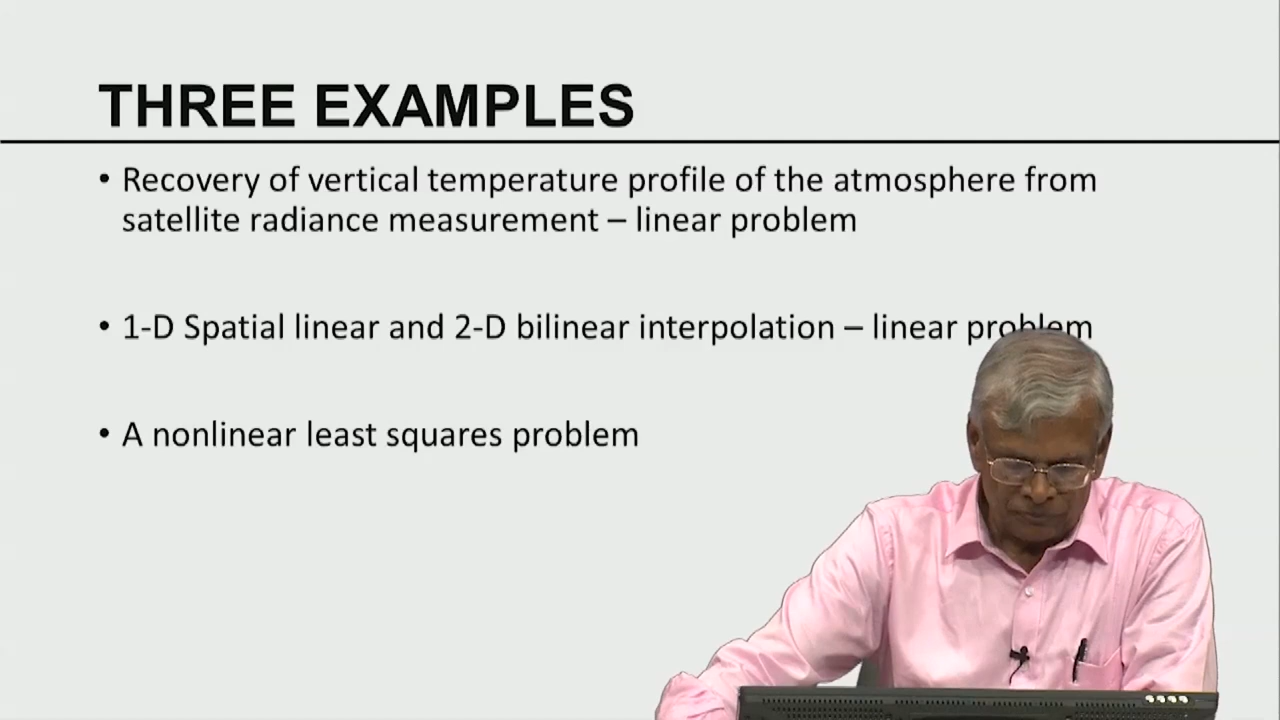 THREE EXAMPLES
• Recovery of vertical temperature profile of the atmosphere from
satellite radiance measurement – linear problem
• 1-D Spatial linear and 2-D bilinear interpolation – linear problem
• A nonlinear least squares problem